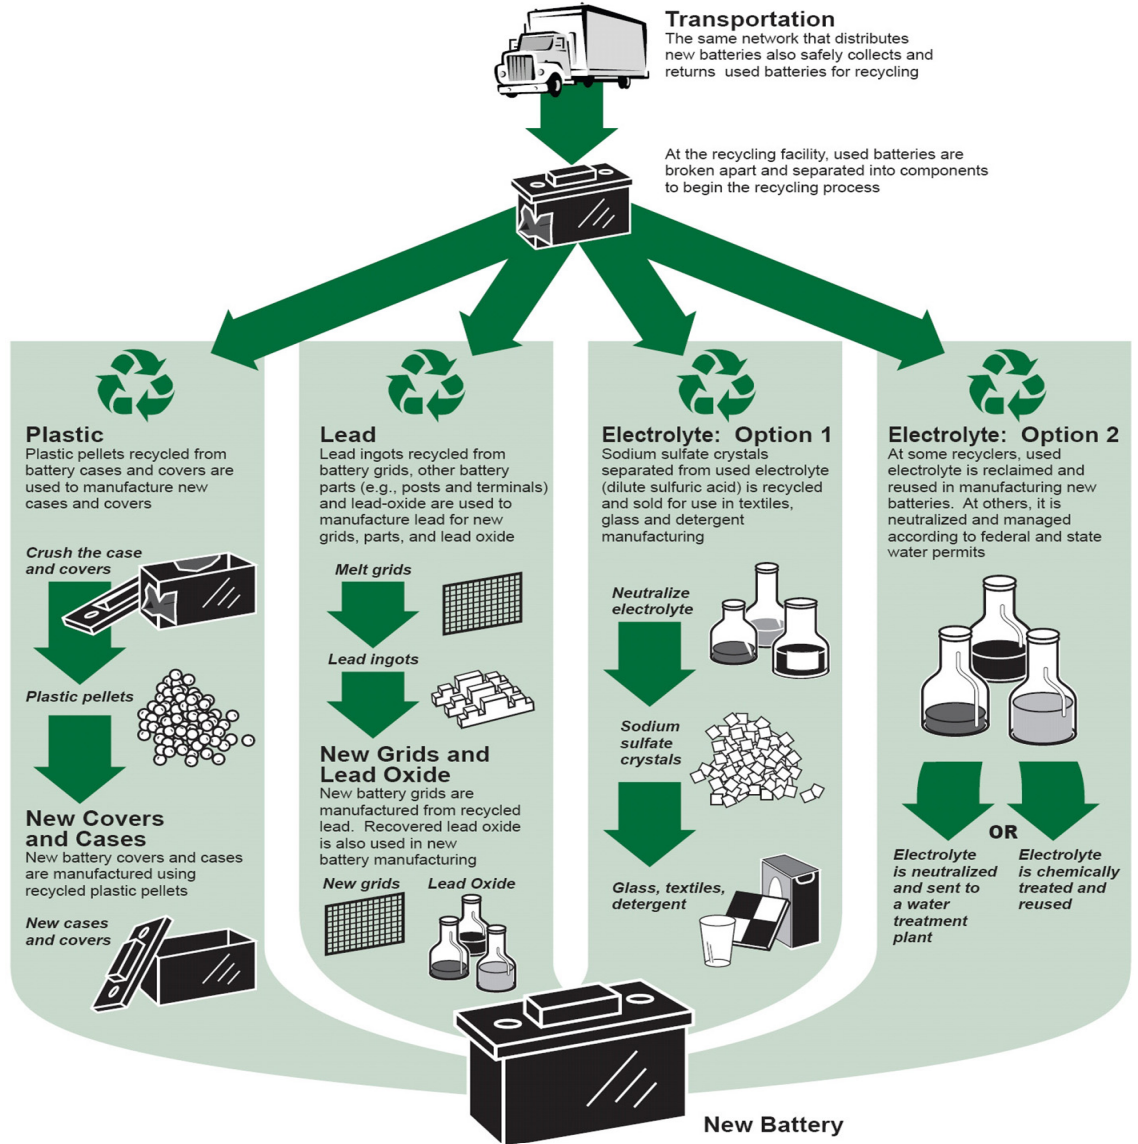 Transportation
The same network that distributes
new batteries also safely collects and
returns used batteries for recycling
At the recycling facility, used batteries are
broken apart and separated into components
to begin the recycling process
Plastic
Plastic pellets recycled from
battery cases and covers are
used to manufacture new
cases and covers
Crush the case
and covers
Plastic pellets
New Covers
and Cases
New battery covers and cases
are manufactured using
recycled plastic pellets
New cases
and covers
Lead
Lead ingots recycled from
battery grids, other battery
parts (e.g., posts and terminals)
and lead-oxide are used to
manufacture lead for new
grids, parts, and lead oxide
Melt grids
Lead ingots
New Grids and
Lead Oxide
New battery grids are
manufactured from recycled
lead. Recovered lead oxide
is also used in new
battery manufacturing
New grids
Lead Oxide
Electrolyte: Option 1
Sodium sulfate crystals
separated from used electrolyte
(dilute sulfuric acid) is recycled
and sold for use in textiles,
glass and detergent
manufacturing
Neutralize
electrolyte
Sodium
sulfate
crystals
Glass, textiles,
detergent
Electrolyte: Option 2
At some recyclers, used
electrolyte is reclaimed and
reused in manufacturing new
batteries. At others, it is
neutralized and managed
according to federal and state
water permits
OR
Electrolyte
is neutralized
and sent to
a water
treatment
plant
Electrolyte
is chemically
treated and
reused
New Battery